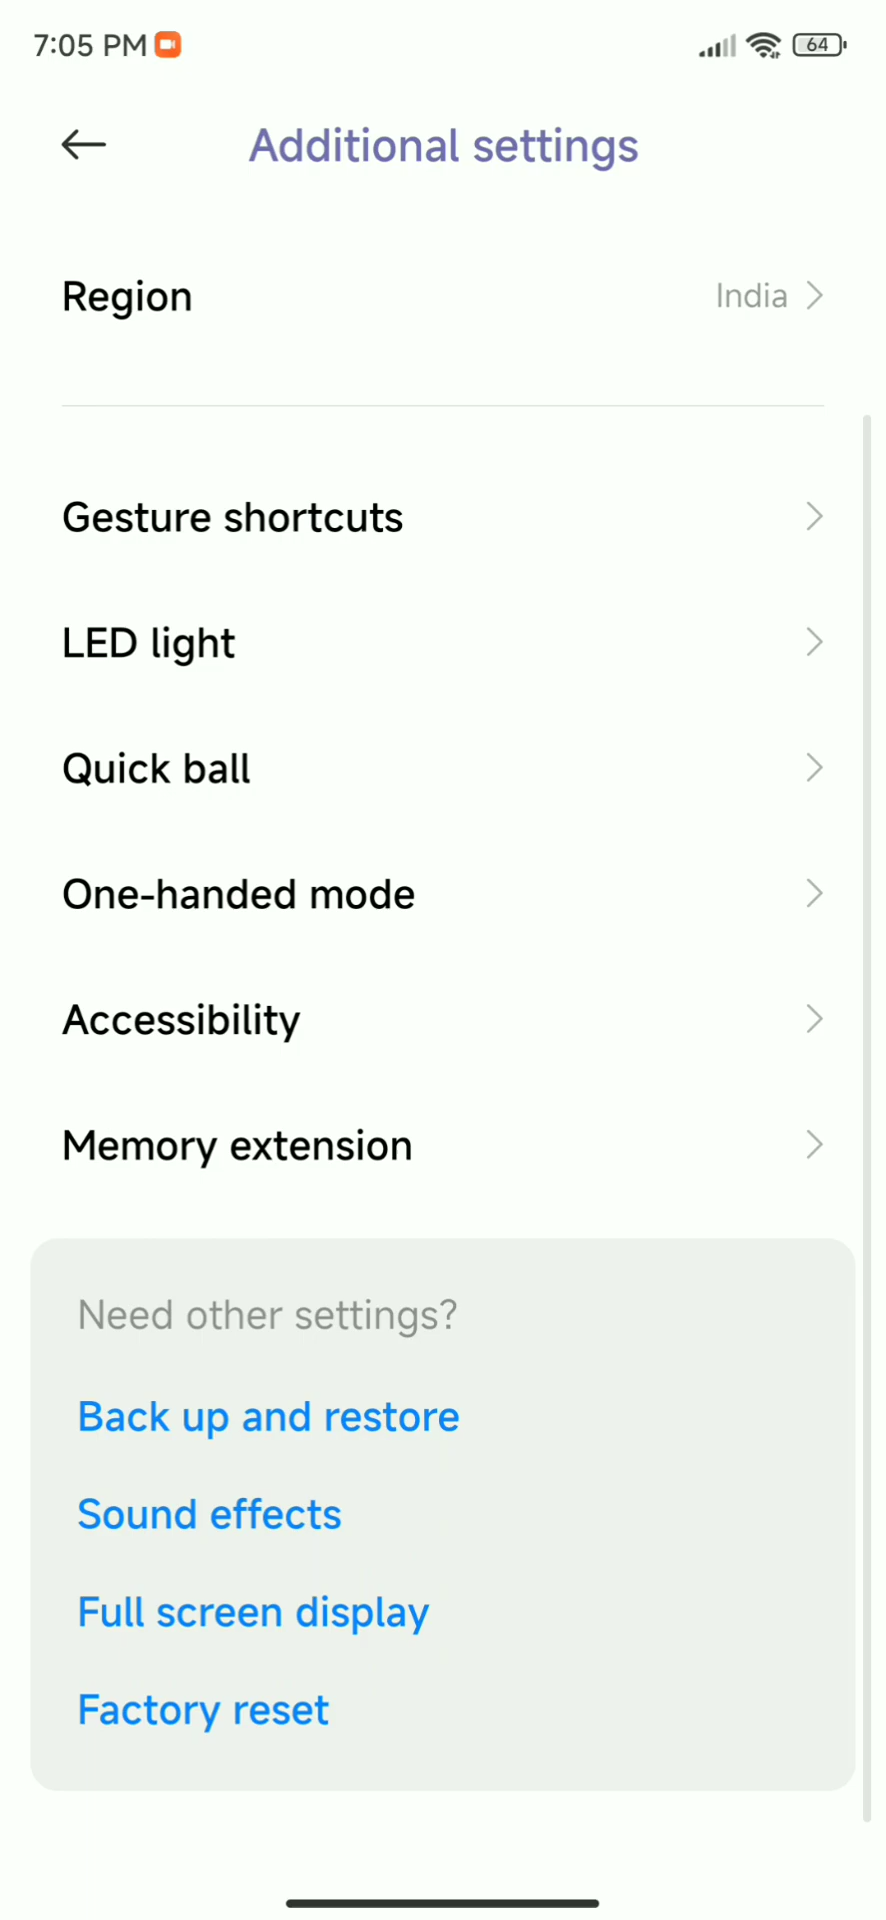 7:05 PM 64
Additional settings
Region India
Gesture shortcuts
LED light
Quick ball
One-handed mode
Accessibility
Memory extension
Need other settings?
Back up and restore
Sound effects
Full screen display
Factory reset